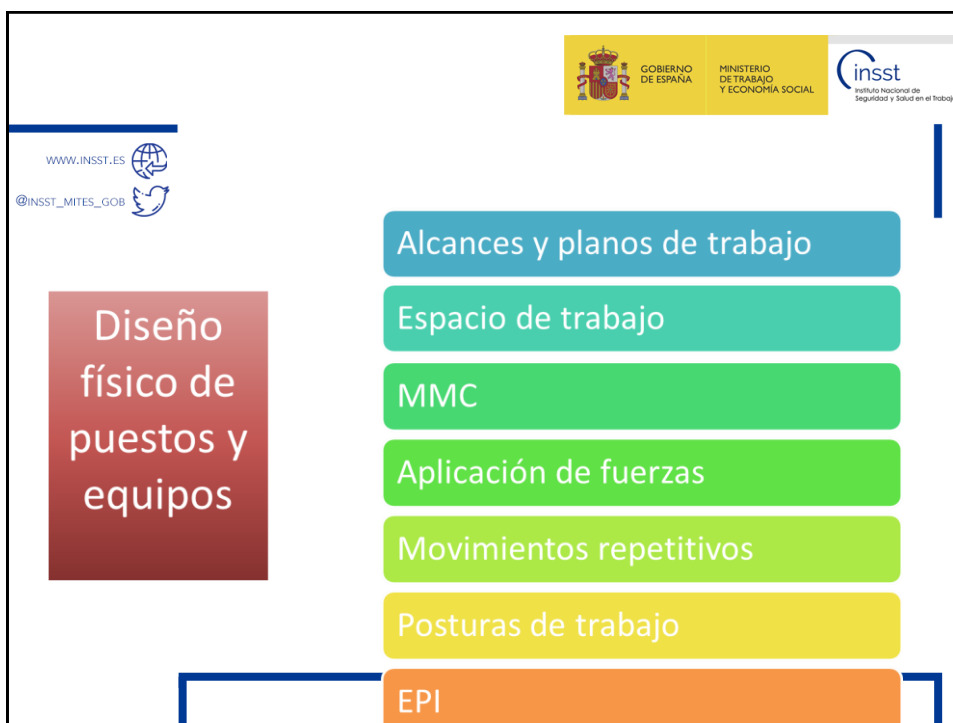 GOBIERNO
DE ESPAÑA
MINISTERIO
DE TRABAJO
Y ECONOMÍA SOCIAL
insst
Instituto Nacional de
Seguridad y Salud en el Trabajo
WWW.INSST.ES
@INSST_MITES_GOB
Diseño
físico de
puestos y
equipos
Alcances y planos de trabajo
Espacio de trabajo
MMC
Aplicación de fuerzas
Movimientos repetitivos
Posturas de trabajo
EPI